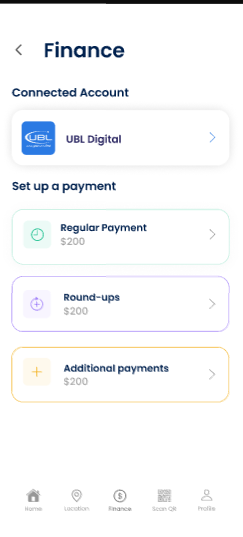 Finance
Connected Account
UBL
UBL Digital
Set up a payment
Regular Payment
$200
Round-ups
$200
Additional payments
$200
Home
Location
Finance
Scan QR
Profile